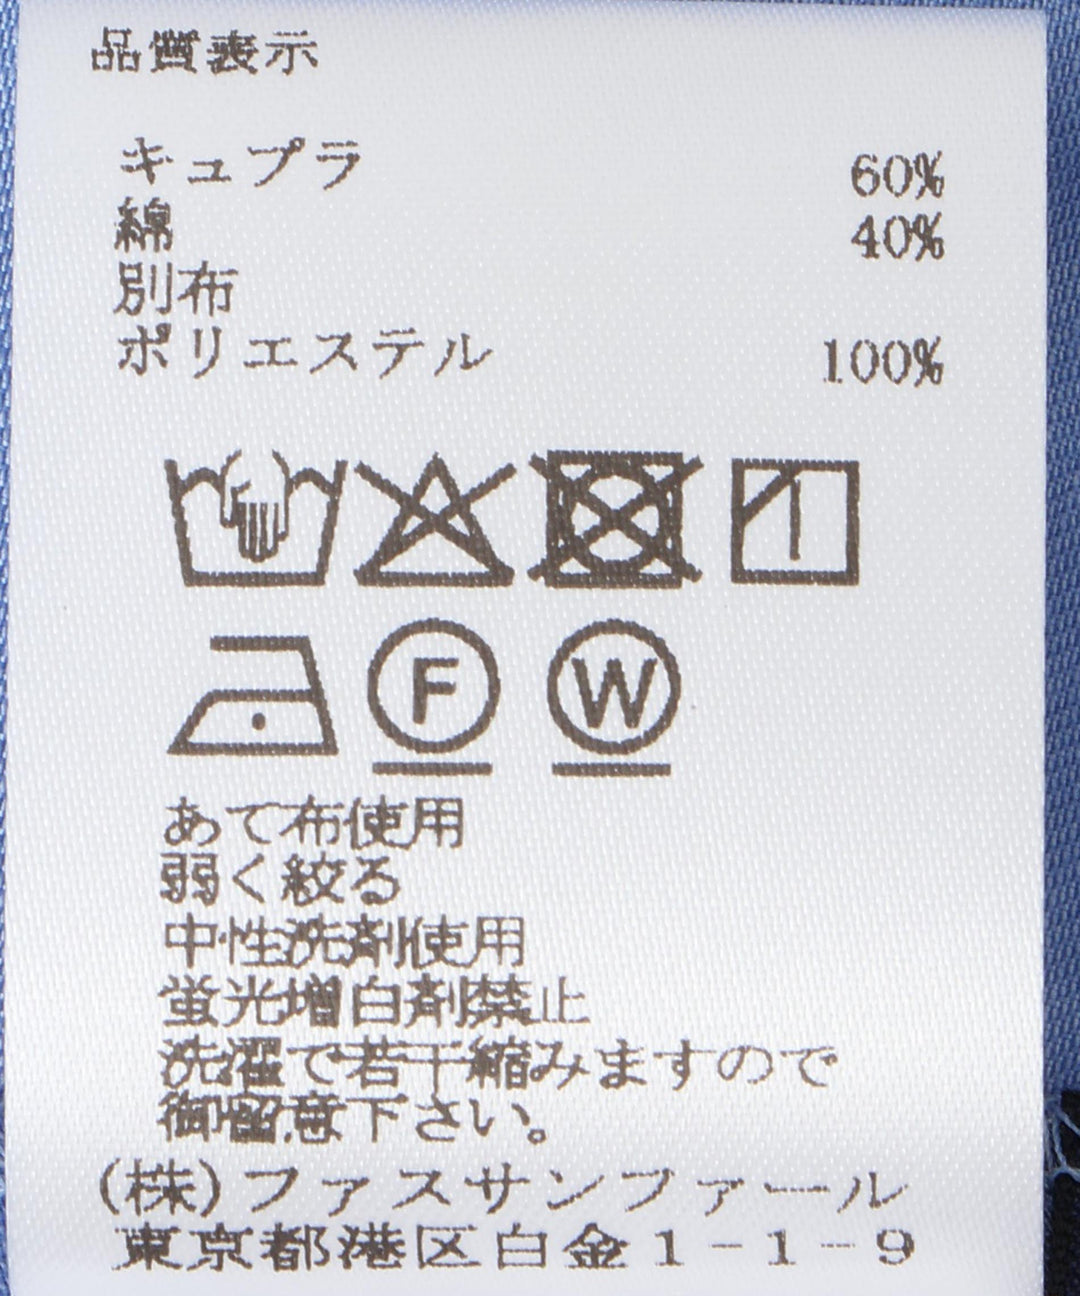 品質表示
キュプラ 60%
綿 40%
別布
ポリエステル 100%
F W
あて布使用
弱く絞る
中性洗剤使用
蛍光増白剤禁止
洗濯で若干縮みますので
御留意下さい。
(株)ファスサンファール
東京都港区白金1-1-9